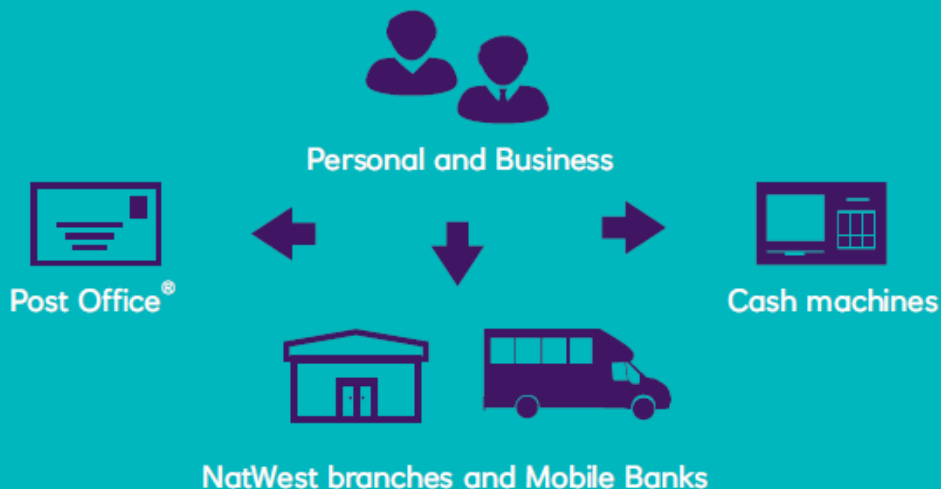 Personal and Business
Post Office®
Cash machines
NatWest branches and Mobile Banks